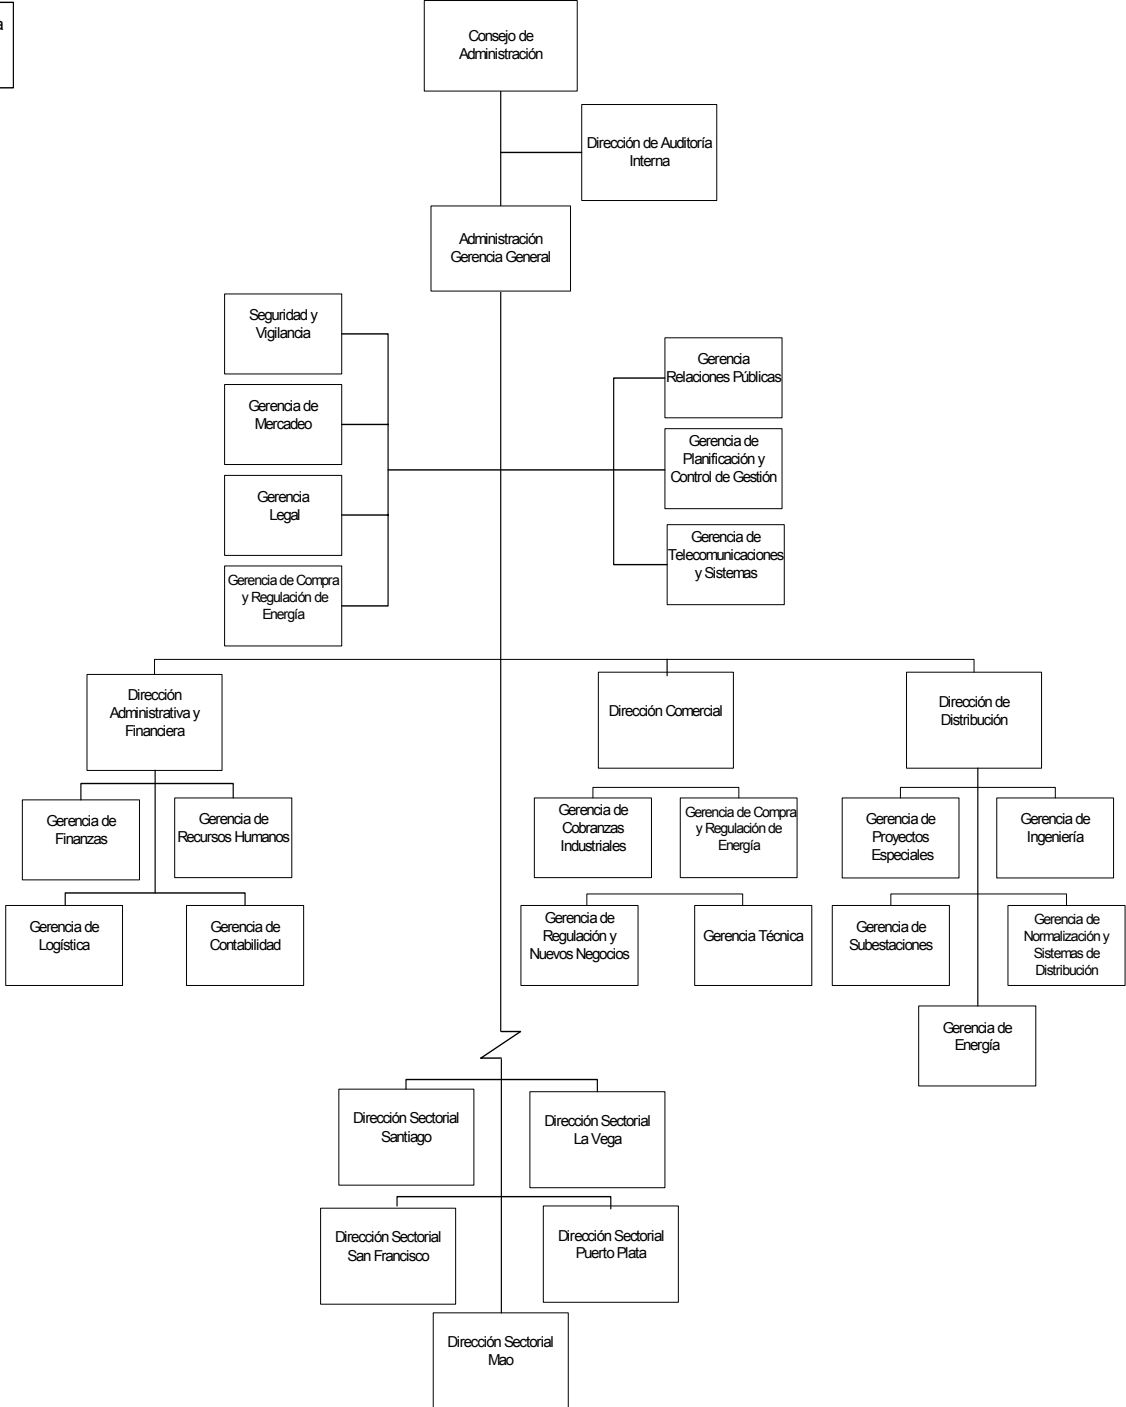 a
Consejo de
Administración
Dirección de Auditoría
Interna
Administración
Gerencia General
Seguridad y
Vigilancia
Gerencia
Relaciones Públicas
Gerencia de
Mercadeo
Gerencia de
Planificación y
Control de Gestión
Gerencia
Legal
Gerencia de
Telecomunicaciones
y Sistemas
Gerencia de Compra
y Regulación de
Energía
Dirección
Administrativa y
Financiera
Dirección Comercial
Dirección de
Distribución
Gerencia de
Finanzas
Gerencia de
Recursos Humanos
Gerencia de
Cobranzas
Industriales
Gerencia de Compra
y Regulación de
Energía
Gerencia de
Proyectos
Especiales
Gerencia de
Ingeniería
Gerencia de
Logística
Gerencia de
Contabilidad
Gerencia de
Regulación y
Nuevos Negocios
Gerencia Técnica
Gerencia de
Subestaciones
Gerencia de
Normalización y
Sistemas de
Distribución
Gerencia de
Energía
Dirección Sectorial
Santiago
Dirección Sectorial
La Vega
Dirección Sectorial
San Francisco
Dirección Sectorial
Puerto Plata
Dirección Sectorial
Mao